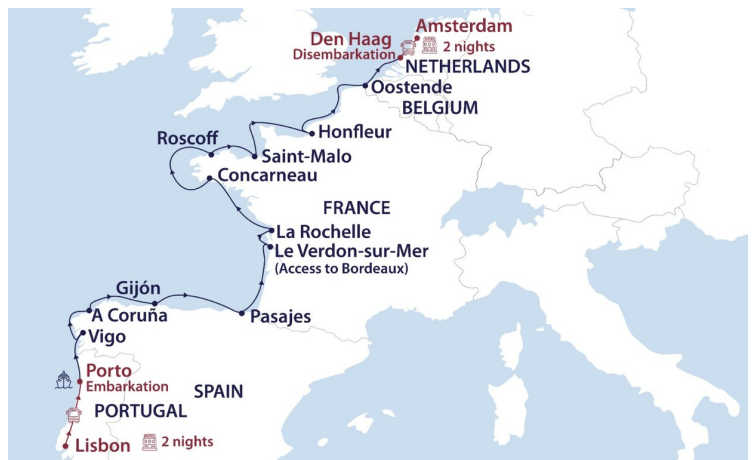 Amsterdam
2 nights
Den Haag
Disembarkation
NETHERLANDS
Oostende
BELGIUM
Honfleur
Roscoff
Saint-Malo
Concarneau
FRANCE
La Rochelle
Le Verdon-sur-Mer
(Access to Bordeaux)
Gijón
A Coruña
Pasajes
Vigo
Porto
Embarkation
SPAIN
PORTUGAL
Lisbon
2 nights